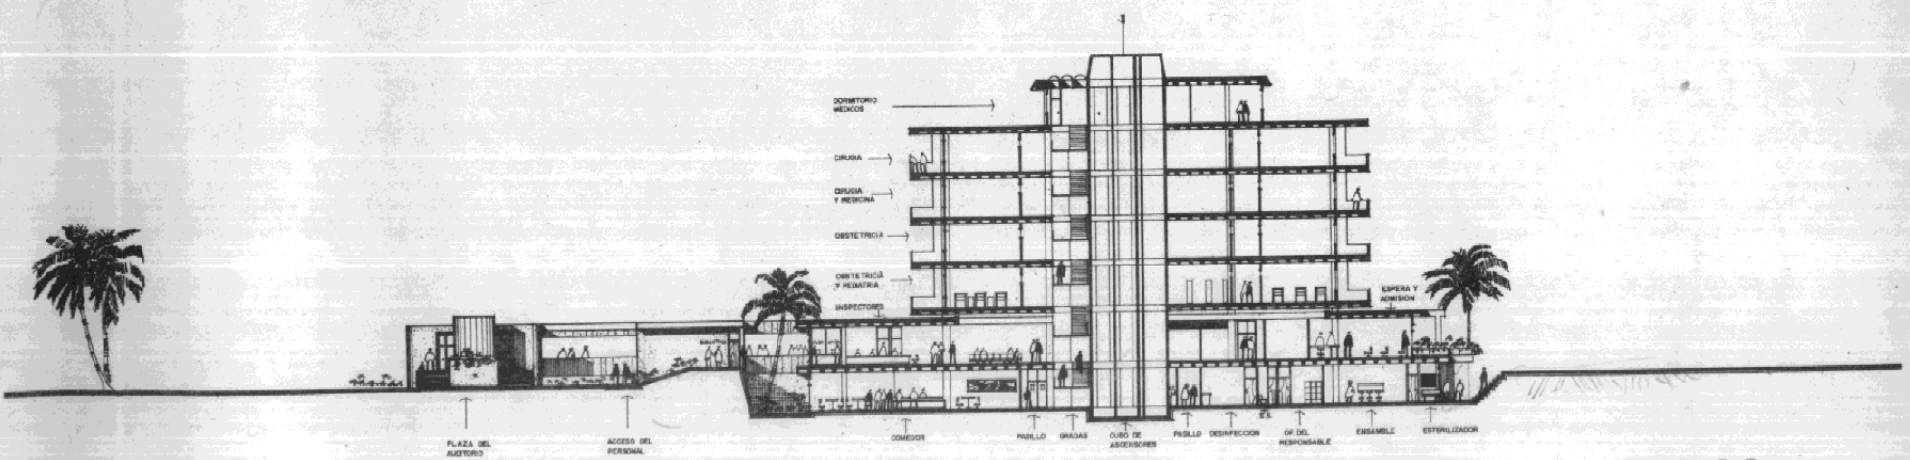 DORMITORIO
MEDICOS
CIRUGIA
CIRUGIA
Y MEDICINA
OBSTETRICIA
OBSTETRICIA
Y PEDIATRIA
INSPECTORES
ESPERA Y
ADMISION
PLAZA DEL
AUDITORIO
ACCESO DEL
PERSONAL
COMEDOR
PASILLO
GRADAS
CUBO DE
ASCENSORES
PASILLO
DESINFECCION
S.S.
OF. DEL
RESPONSABLE
ENSAMBLE
ESTERILIZADOR